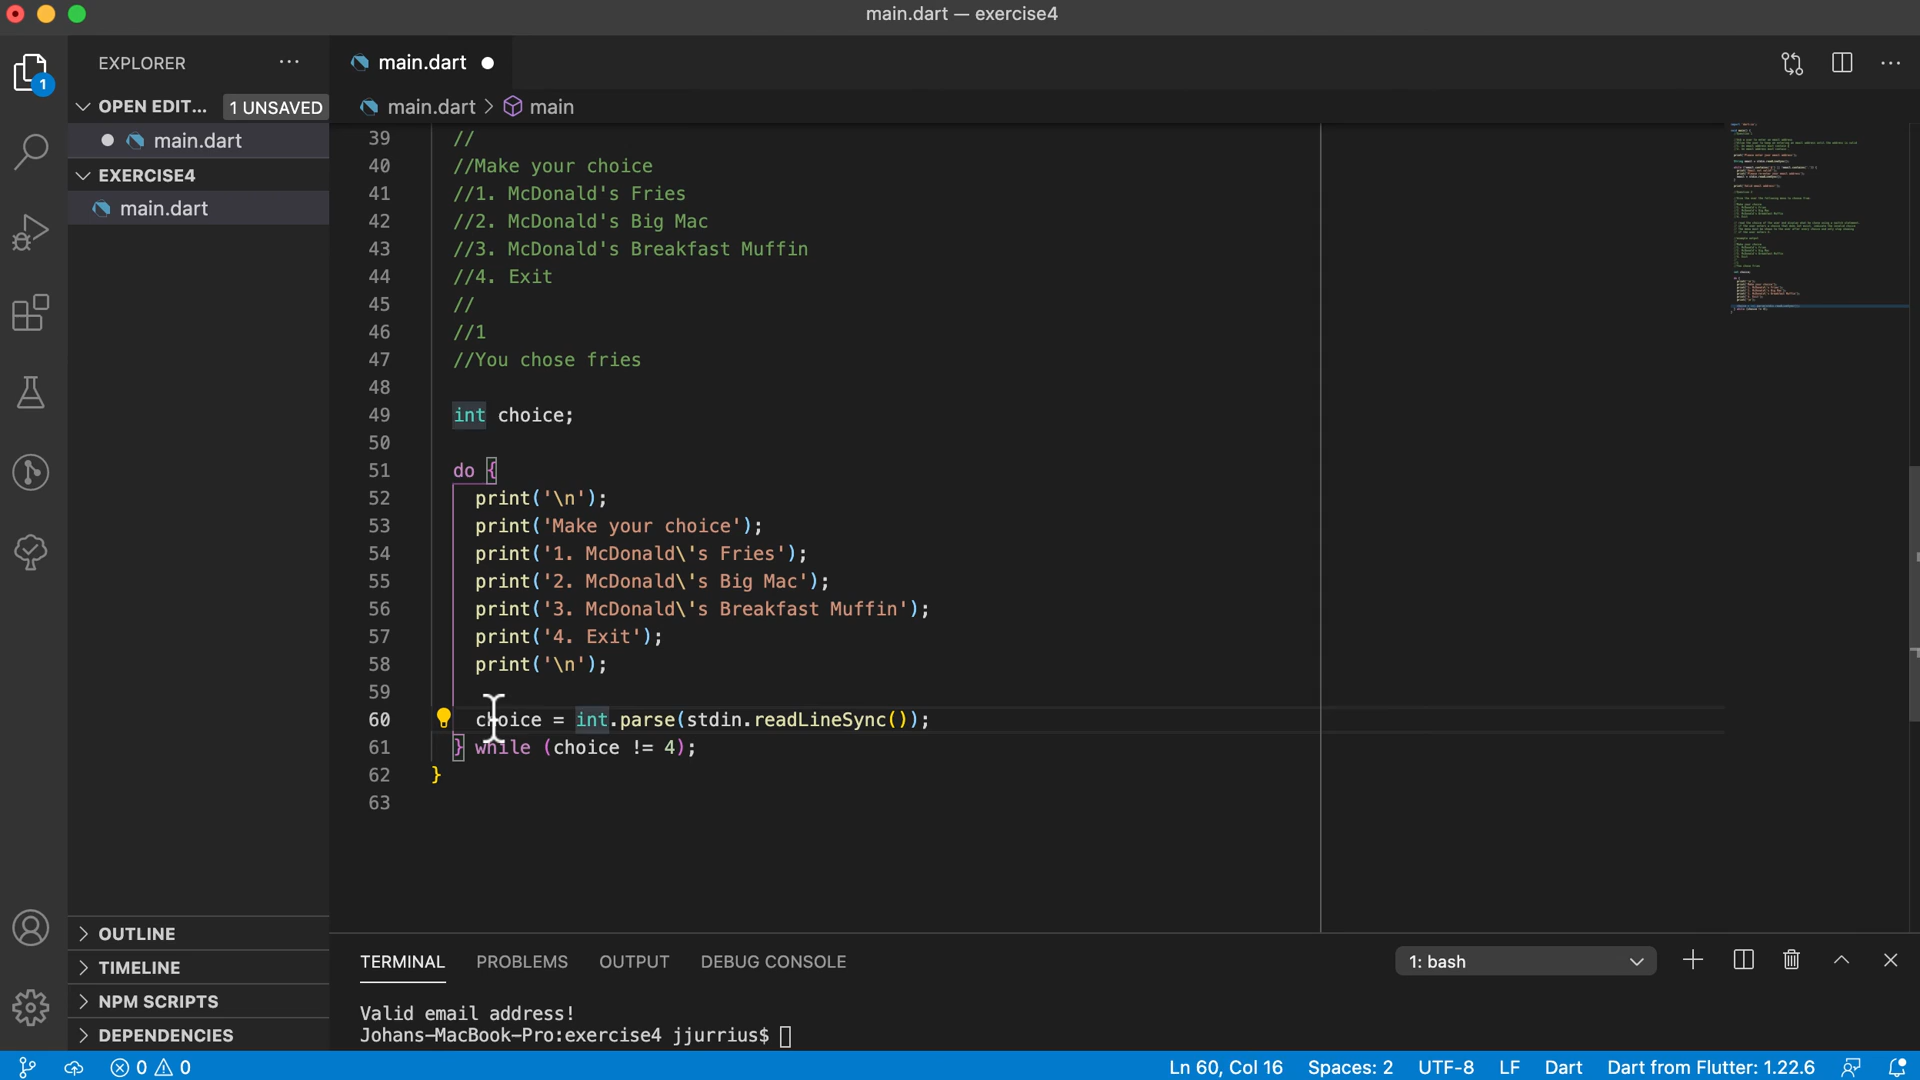 main.dart — exercise4
EXPLORER
main.dart
1
OPEN EDIT... 1 UNSAVED
main.dart > main
main.dart
EXERCISE4
main.dart
39 //
40 //Make your choice
41 //1. McDonald's Fries
42 //2. McDonald's Big Mac
43 //3. McDonald's Breakfast Muffin
44 //4. Exit
45 //
46 //1
47 //You chose fries
48
49 int choice;
50
51 do {
52 print('\n');
53 print('Make your choice');
54 print('1. McDonald\'s Fries');
55 print('2. McDonald\'s Big Mac');
56 print('3. McDonald\'s Breakfast Muffin');
57 print('4. Exit');
58 print('\n');
59
60 choice = int.parse(stdin.readLineSync());
61 } while (choice != 4);
62 }
63
OUTLINE
TIMELINE
NPM SCRIPTS
DEPENDENCIES
TERMINAL PROBLEMS OUTPUT DEBUG CONSOLE 1: bash
Valid email address!
Johans-MacBook-Pro:exercise4 jjurrius$
0 0 Ln 60, Col 16 Spaces: 2 UTF-8 LF Dart Dart from Flutter: 1.22.6